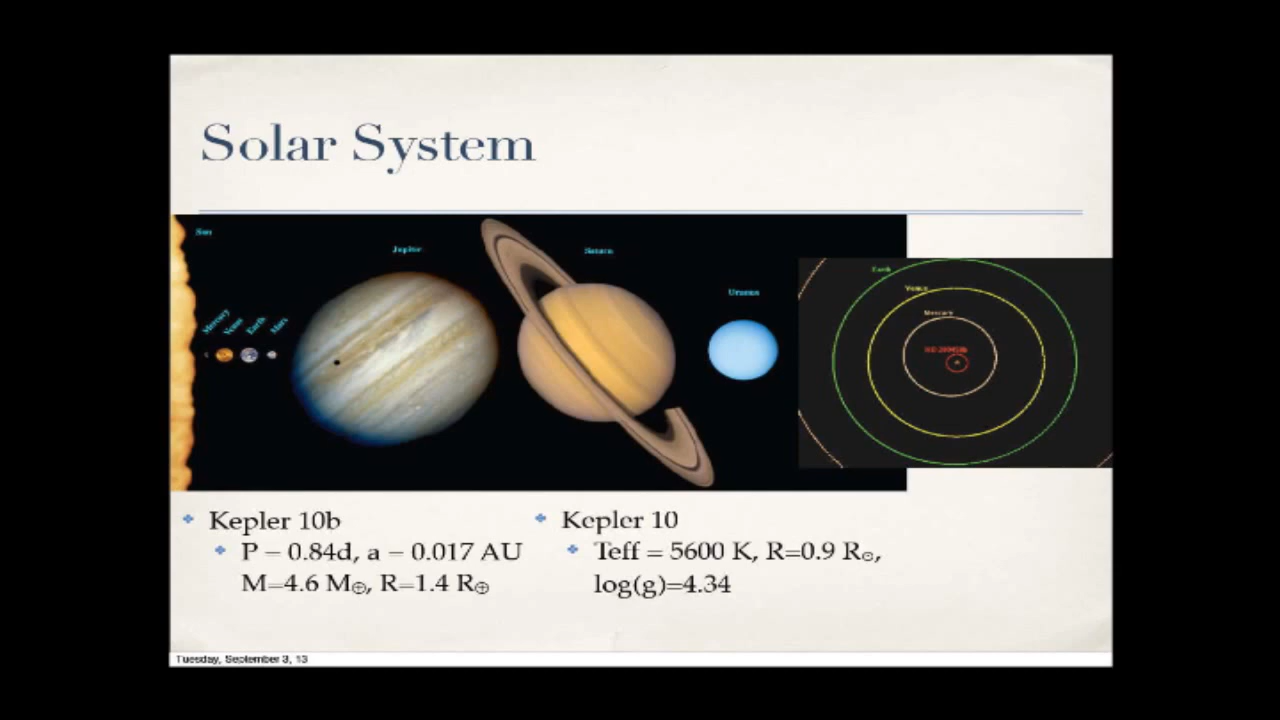 Solar System
Sun
Jupiter
Saturn
Uranus
Mercury
Venus
Earth
Mars
Earth
Venus
Mercury
Kepler 10b
P = 0.84d, a = 0.017 AU
M=4.6 M⊕, R=1.4 R⊕
Kepler 10
Teff = 5600 K, R=0.9 R⊙,
log(g)=4.34
Tuesday, September 3, 13